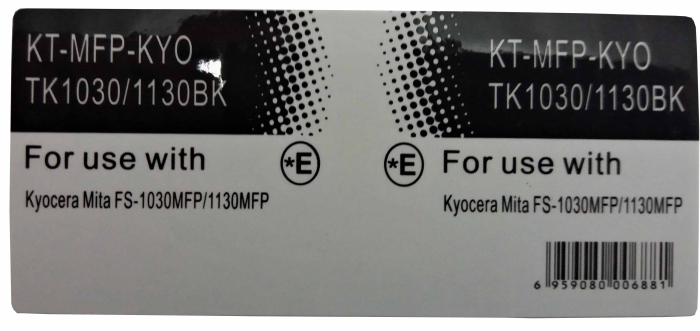 KT-MFP-KYO
TK1030/1130BK
For use with
*E
Kyocera Mita FS-1030MFP/1130MFP
KT-MFP-KYO
TK1030/1130BK
*E
For use with
Kyocera Mita FS-1030MFP/1130MFP
6 959080 006881